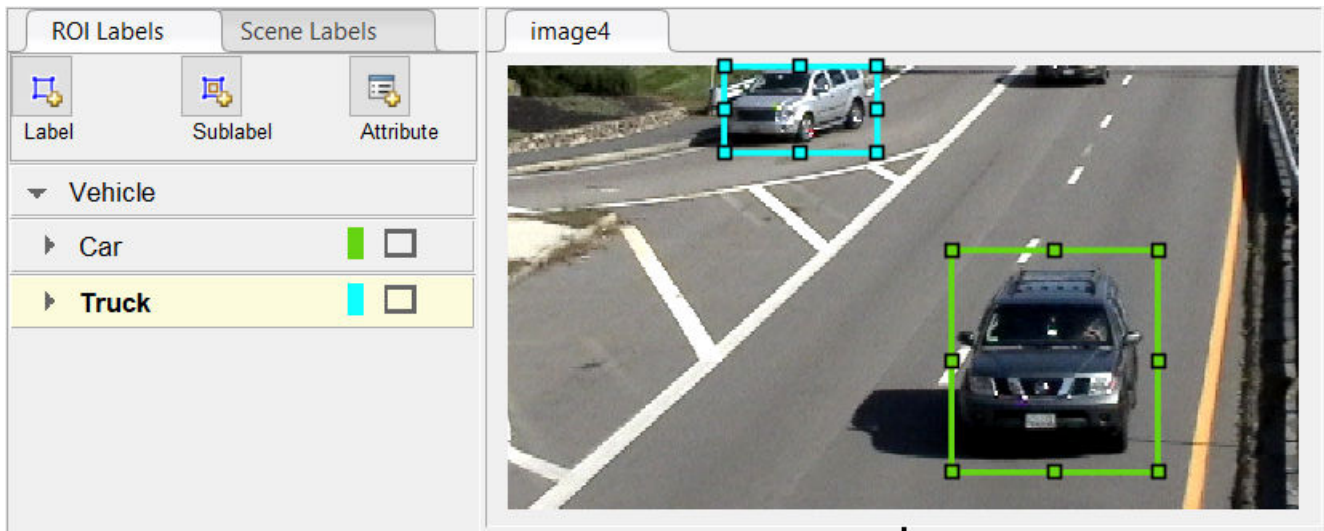 ROI Labels
Scene Labels
image4
Label
Sublabel
Attribute
Vehicle
Car
Truck